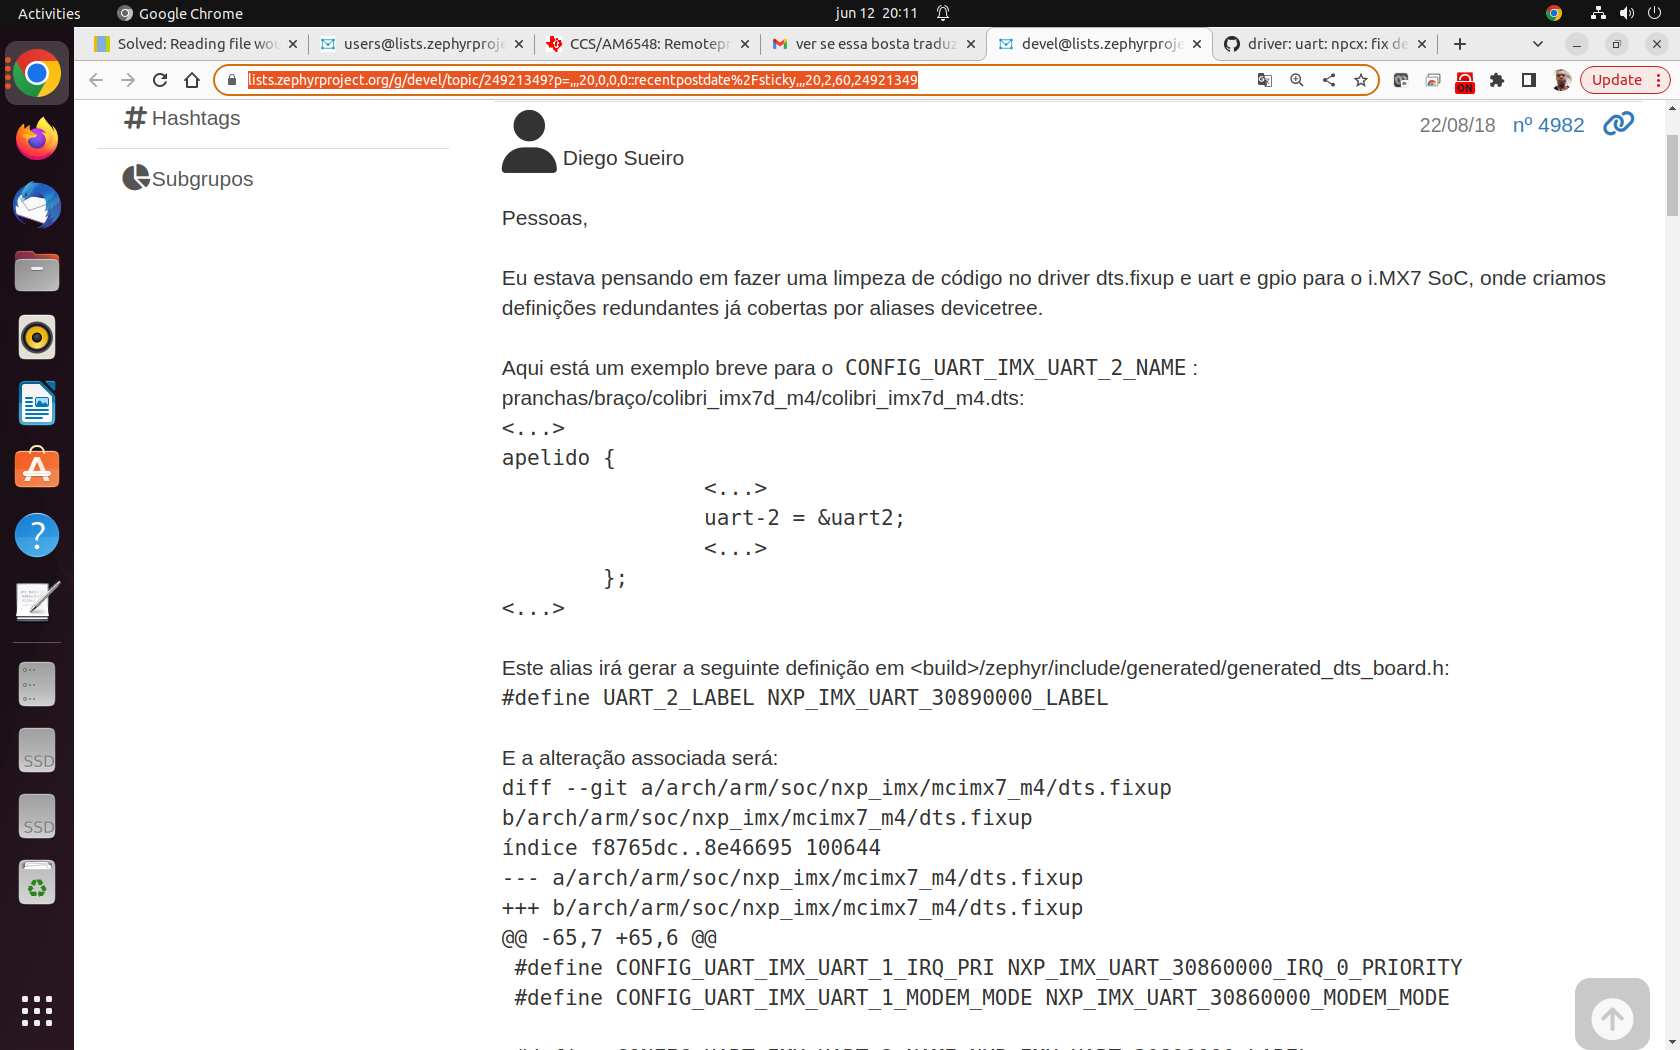 Activities
Google Chrome
jun 12 20:11
Solved: Reading file wou
users@lists.zephyrproje
CCS/AM6548: Remotepr
ver se essa bosta traduz
devel@lists.zephyrproje
driver: uart: npcx: fix de
lists.zephyrproject.org/g/devel/topic/24921349?p=,,,20,0,0,0::recentpostdate%2Fsticky,,,20,2,60,24921349
ON
Update
Hashtags
Subgrupos
Diego Sueiro
22/08/18 nº 4982
Pessoas,
Eu estava pensando em fazer uma limpeza de código no driver dts.fixup e uart e gpio para o i.MX7 SoC, onde criamos
definições redundantes já cobertas por aliases devicetree.
Aqui está um exemplo breve para o CONFIG_UART_IMX_UART_2_NAME :
pranchas/braço/colibri_imx7d_m4/colibri_imx7d_m4.dts:
<...>
apelido {
<...>
uart-2 = &uart2;
<...>
};
<...>
Este alias irá gerar a seguinte definição em <build>/zephyr/include/generated/generated_dts_board.h:
#define UART_2_LABEL NXP_IMX_UART_30890000_LABEL
E a alteração associada será:
diff --git a/arch/arm/soc/nxp_imx/mcimx7_m4/dts.fixup
b/arch/arm/soc/nxp_imx/mcimx7_m4/dts.fixup
índice f8765dc..8e46695 100644
--- a/arch/arm/soc/nxp_imx/mcimx7_m4/dts.fixup
+++ b/arch/arm/soc/nxp_imx/mcimx7_m4/dts.fixup
@@ -65,7 +65,6 @@
#define CONFIG_UART_IMX_UART_1_IRQ_PRI NXP_IMX_UART_30860000_IRQ_0_PRIORITY
#define CONFIG_UART_IMX_UART_1_MODEM_MODE NXP_IMX_UART_30860000_MODEM_MODE
SSD
SSD